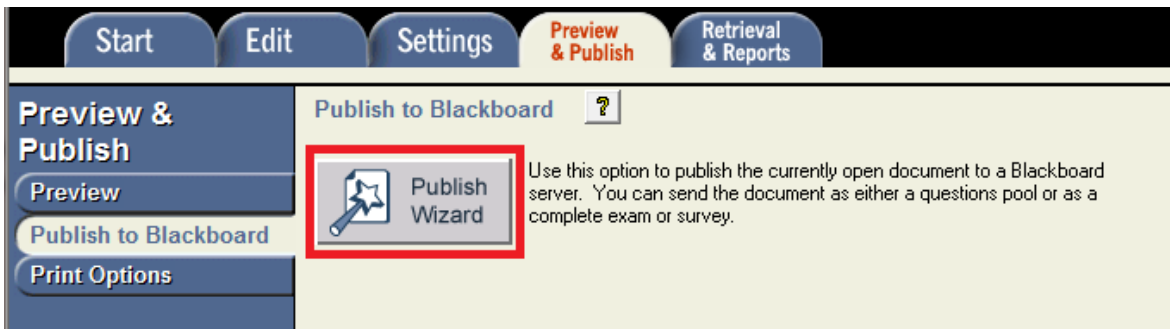 Start
Edit
Settings
Preview
& Publish
Retrieval
& Reports
Preview &
Publish
Preview
Publish to Blackboard
Print Options
Publish to Blackboard
?
Publish
Wizard
Use this option to publish the currently open document to a Blackboard
server. You can send the document as either a questions pool or as a
complete exam or survey.